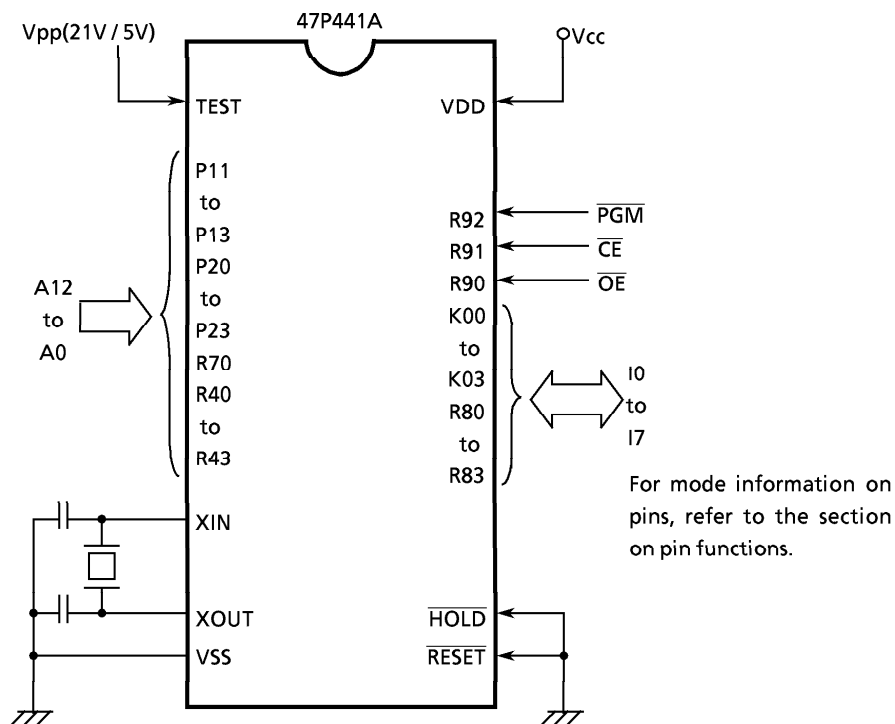 47P441A
Vpp(21V / 5V)
Vcc
TEST
VDD
P11
to
P13
P20
to
P23
R70
R40
to
R43
A12
to
A0
R92
R91
R90
K00
to
K03
R80
to
R83
PGM
CE
OE
I0
to
I7
For mode information on
pins, refer to the section
on pin functions.
XIN
XOUT
VSS
HOLD
RESET